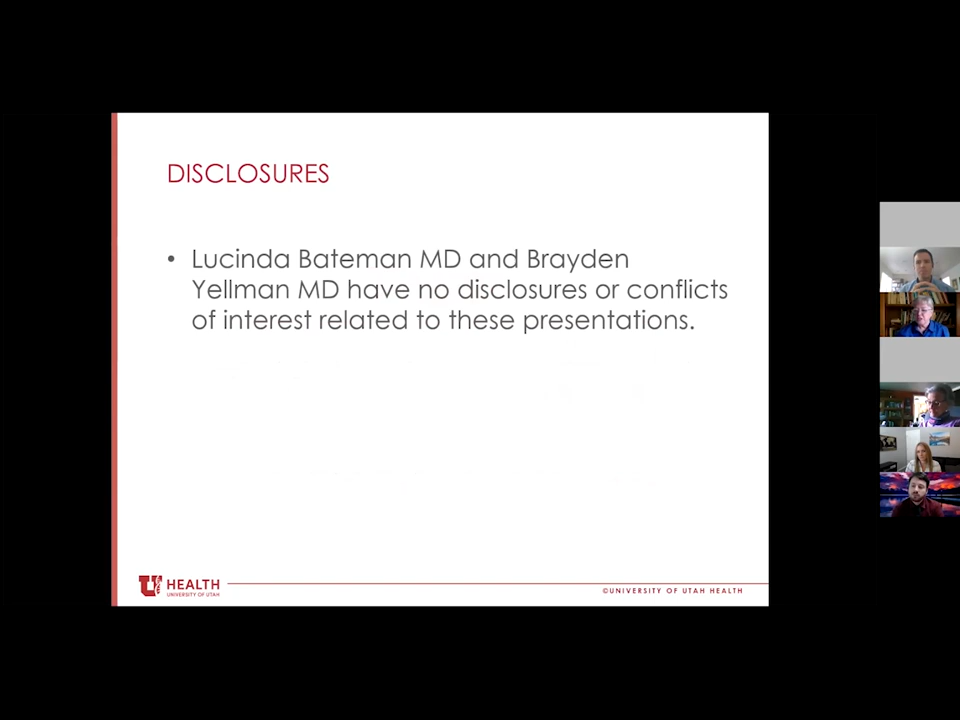 DISCLOSURES
• Lucinda Bateman MD and Brayden
Yellman MD have no disclosures or conflicts
of interest related to these presentations.
U HEALTH
UNIVERSITY OF UTAH
©UNIVERSITY OF UTAH HEALTH